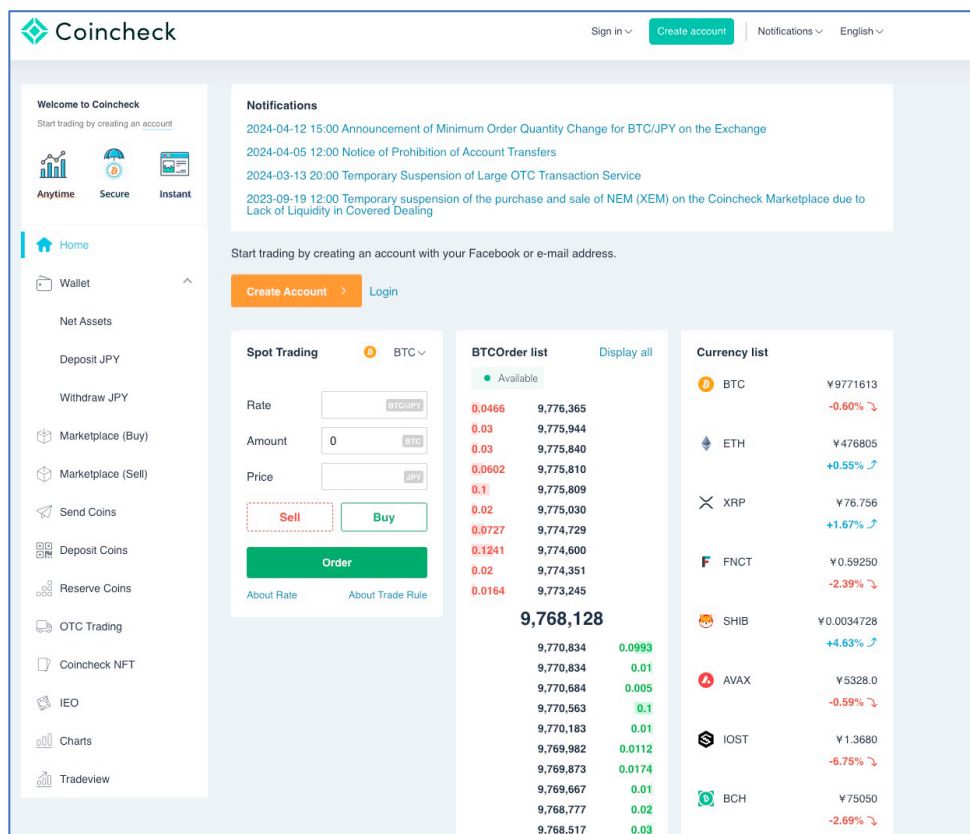 Coincheck
Sign in
Create account
Notifications
English
Welcome to Coincheck
Start trading by creating an account
Anytime
Secure
Instant
Home
Wallet
Net Assets
Deposit JPY
Withdraw JPY
Marketplace (Buy)
Marketplace (Sell)
Send Coins
Deposit Coins
Reserve Coins
OTC Trading
Coincheck NFT
IEO
Charts
Tradeview
Notifications
2024-04-12 15:00 Announcement of Minimum Order Quantity Change for BTC/JPY on the Exchange
2024-04-05 12:00 Notice of Prohibition of Account Transfers
2024-03-13 20:00 Temporary Suspension of Large OTC Transaction Service
2023-09-19 12:00 Temporary suspension of the purchase and sale of NEM (XEM) on the Coincheck Marketplace due to
Lack of Liquidity in Covered Dealing
Start trading by creating an account with your Facebook or e-mail address.
Create Account
Login
Spot Trading
BTC
Rate
BTC/JPY
Amount
0
BTC
Price
JPY
Sell
Buy
Order
About Rate
About Trade Rule
BTCOrder list
Display all
Available
0.0466 9,776,365
0.03 9,775,944
0.03 9,775,840
0.0602 9,775,810
0.1 9,775,809
0.02 9,775,030
0.0727 9,774,729
0.1241 9,774,600
0.02 9,774,351
0.0164 9,773,245
9,768,128
9,770,834 0.0993
9,770,834 0.01
9,770,684 0.005
9,770,563 0.1
9,770,183 0.01
9,769,982 0.0112
9,769,873 0.0174
9,769,667 0.01
9,768,777 0.02
9,768,517 0.03
Currency list
BTC ¥9771613
-0.60%
ETH ¥476805
+0.55%
XRP ¥76.756
+1.67%
FNCT ¥0.59250
-2.39%
SHIB ¥0.0034728
+4.63%
AVAX ¥5328.0
-0.59%
IOST ¥1.3680
-6.75%
BCH ¥75050
-2.69%